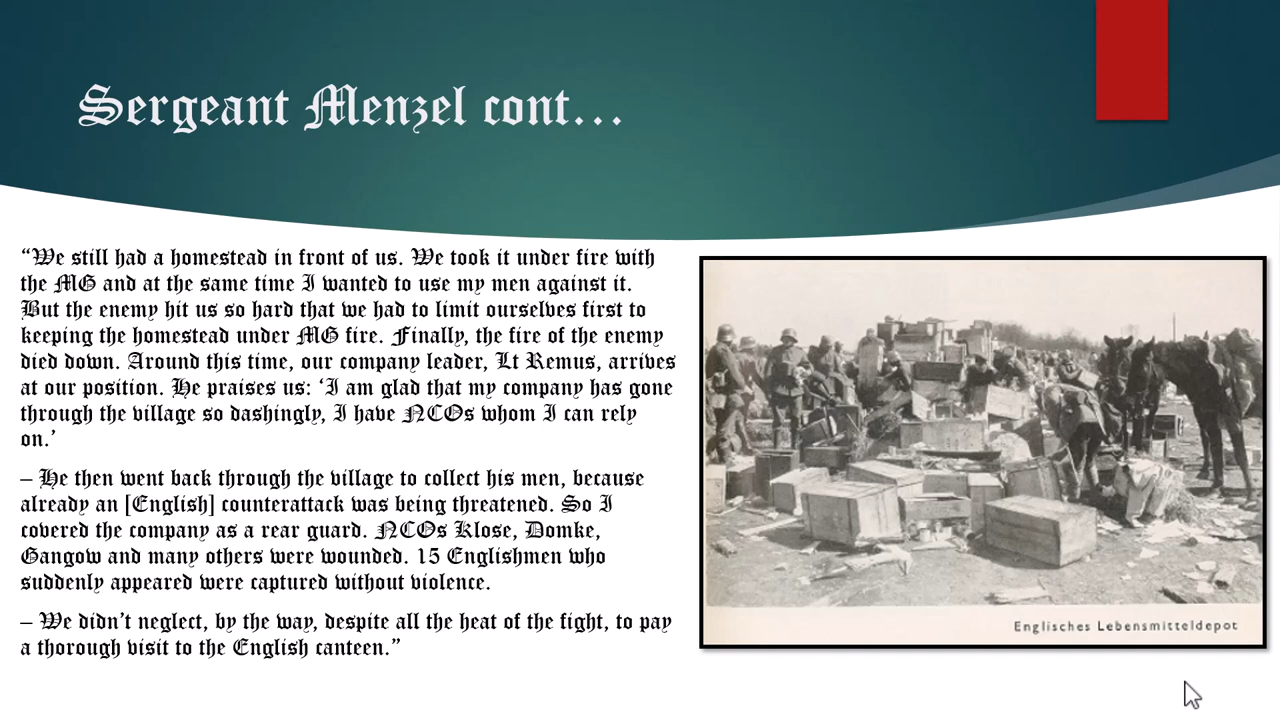 Sergeant Menzel cont…
“We still had a homestead in front of us. We took it under fire with
the MG and at the same time I wanted to use my men against it.
But the enemy hit us so hard that we had to limit ourselves first to
keeping the homestead under MG fire. Finally, the fire of the enemy
died down. Around this time, our company leader, Lt Remus, arrives
at our position. He praises us: ‘I am glad that my company has gone
through the village so dashingly, I have NCOs whom I can rely
on.’
– He then went back through the village to collect his men, because
already an [English] counterattack was being threatened. So I
covered the company as a rear guard. NCOs Klose, Domke,
Gangow and many others were wounded. 15 Englishmen who
suddenly appeared were captured without violence.
– We didn’t neglect, by the way, despite all the heat of the fight, to pay
a thorough visit to the English canteen.”
Englisches Lebensmitteldepot